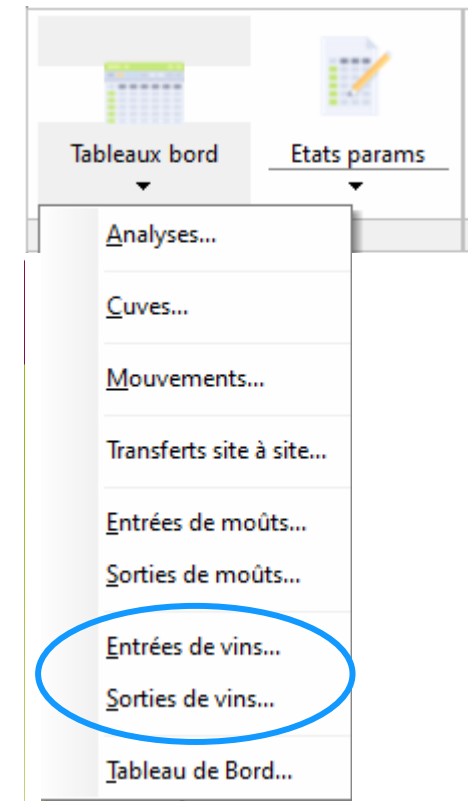 Tableaux bord
Etats params
Analyses...
Cuves...
Mouvements...
Transferts site à site...
Entrées de moûts...
Sorties de moûts...
Entrées de vins...
Sorties de vins...
Tableau de Bord...